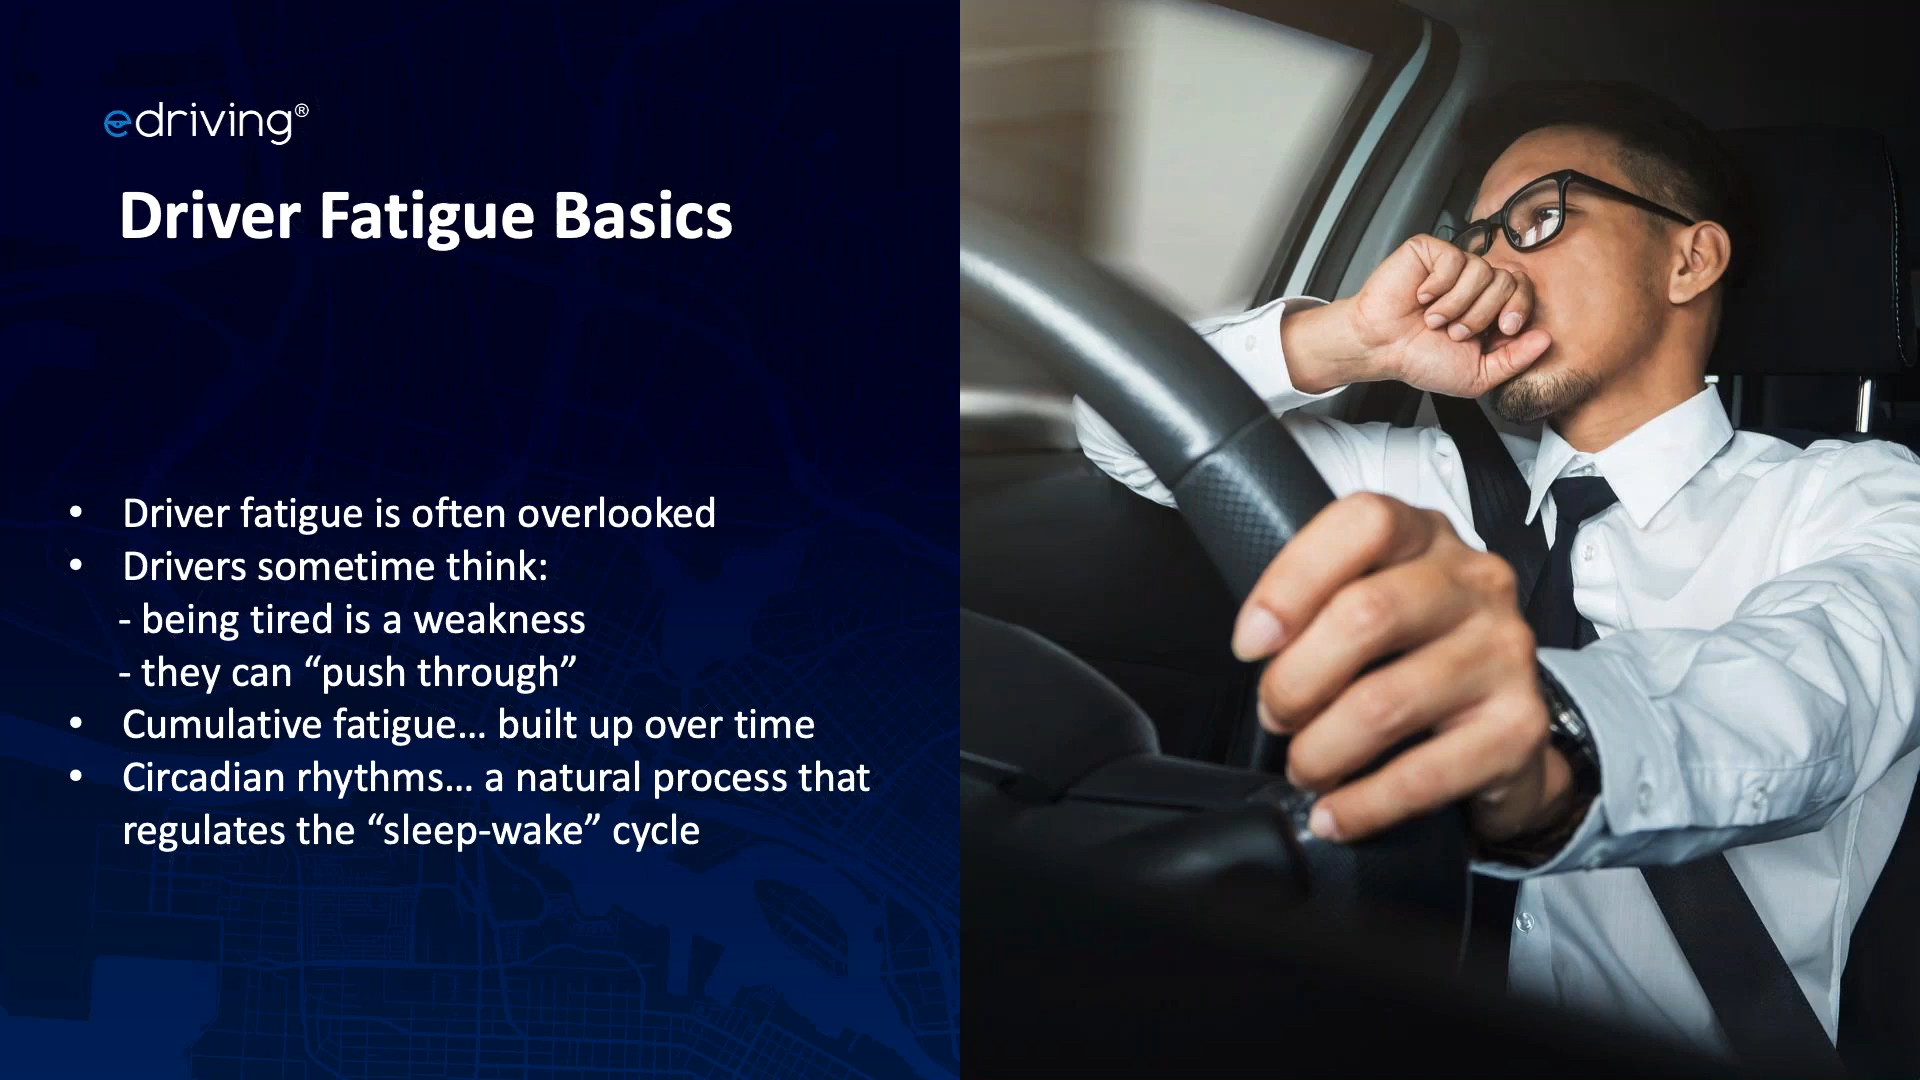 edriving®
Driver Fatigue Basics
• Driver fatigue is often overlooked
• Drivers sometime think:
- being tired is a weakness
- they can “push through”
• Cumulative fatigue... built up over time
• Circadian rhythms... a natural process that
regulates the “sleep-wake” cycle